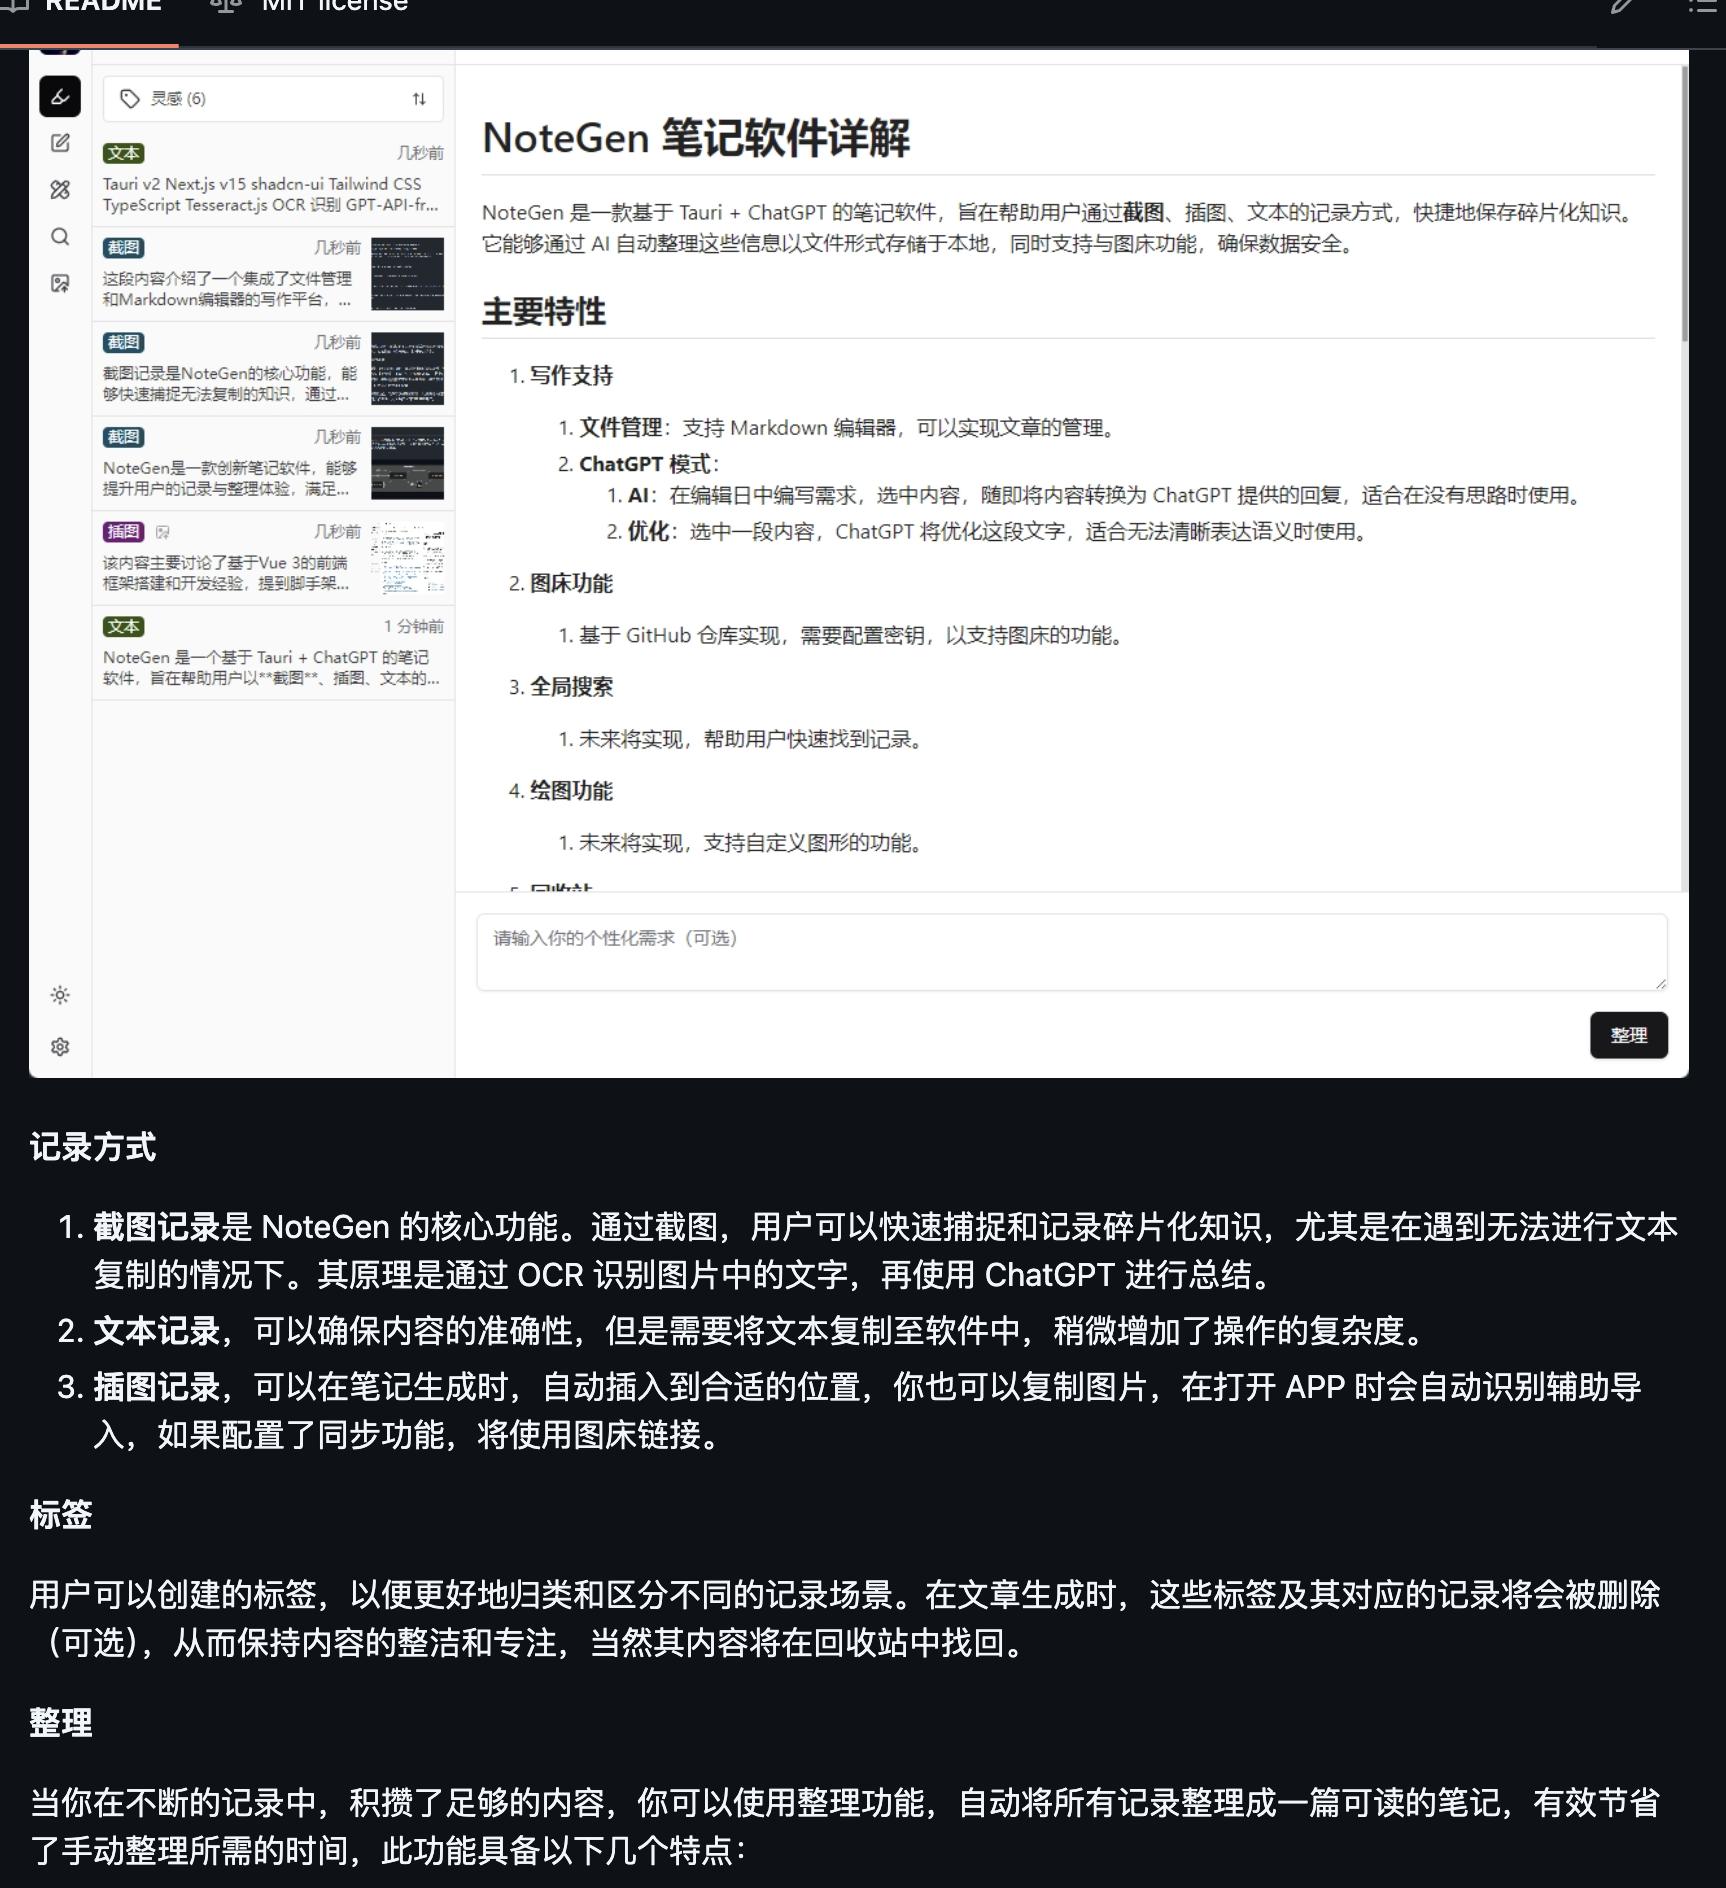 README
MIT license
灵感 (6)
文本
几秒前
Tauri v2 Next.js v15 shadcn-ui Tailwind CSS
TypeScript Tesseract.js OCR 识别 GPT-API-fr...
截图
几秒前
这段内容介绍了一个集成了文件管理
和Markdown编辑器的写作平台，...
截图
几秒前
截图记录是NoteGen的核心功能，能
够快速捕捉无法复制的知识，通过...
截图
几秒前
NoteGen是一款创新笔记软件，能够
提升用户的记录与整理体验，满足...
插图
几秒前
该内容主要讨论了基于Vue 3的前端
框架搭建和开发经验，提到脚手架...
文本
1 分钟前
NoteGen 是一个基于 Tauri + ChatGPT 的笔记
软件，旨在帮助用户以**截图**、插图、文本的...
NoteGen 笔记软件详解
NoteGen 是一款基于 Tauri + ChatGPT 的笔记软件，旨在帮助用户通过截图、插图、文本的记录方式，快捷地保存碎片化知识。
它能够通过 AI 自动整理这些信息以文件形式存储于本地，同时支持与图床功能，确保数据安全。
主要特性
1. 写作支持
1. 文件管理：支持 Markdown 编辑器，可以实现文章的管理。
2. ChatGPT 模式：
1. AI：在编辑日中编写需求，选中内容，随即将内容转换为 ChatGPT 提供的回复，适合在没有思路时使用。
2. 优化：选中一段内容，ChatGPT 将优化这段文字，适合无法清晰表达语义时使用。
2. 图床功能
1. 基于 GitHub 仓库实现，需要配置密钥，以支持图床的功能。
3. 全局搜索
1. 未来将实现，帮助用户快速找到记录。
4. 绘图功能
1. 未来将实现，支持自定义图形的功能。
5. 回收站
请输入你的个性化需求（可选）
整理
记录方式
1. 截图记录是 NoteGen 的核心功能。通过截图，用户可以快速捕捉和记录碎片化知识，尤其是在遇到无法进行文本
复制的情况下。其原理是通过 OCR 识别图片中的文字，再使用 ChatGPT 进行总结。
2. 文本记录，可以确保内容的准确性，但是需要将文本复制至软件中，稍微增加了操作的复杂度。
3. 插图记录，可以在笔记生成时，自动插入到合适的位置，你也可以复制图片，在打开 APP 时会自动识别辅助导
入，如果配置了同步功能，将使用图床链接。
标签
用户可以创建的标签，以便更好地归类和区分不同的记录场景。在文章生成时，这些标签及其对应的记录将会被删除
（可选），从而保持内容的整洁和专注，当然其内容将在回收站中找回。
整理
当你在不断的记录中，积攒了足够的内容，你可以使用整理功能，自动将所有记录整理成一篇可读的笔记，有效节省
了手动整理所需的时间，此功能具备以下几个特点：